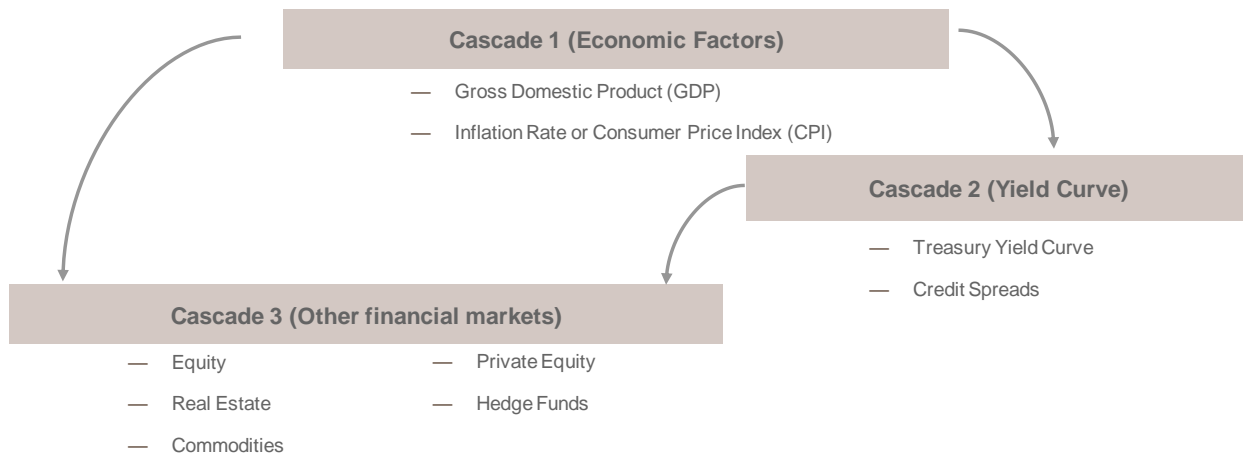 Cascade 1 (Economic Factors)
— Gross Domestic Product (GDP)
— Inflation Rate or Consumer Price Index (CPI)
Cascade 2 (Yield Curve)
— Treasury Yield Curve
— Credit Spreads
Cascade 3 (Other financial markets)
— Equity
— Real Estate
— Commodities
— Private Equity
— Hedge Funds